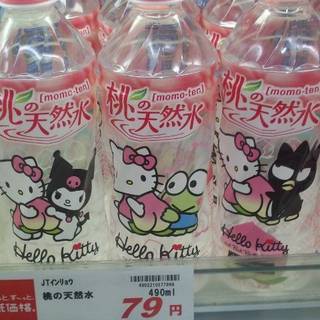 [momo-ten]
桃の天然水
Hello Kitty
[momo-ten]
桃の天然水
Hello Kitty
[momo-ten]
桃の天然水
Hello Kitty
JTインリョウ
桃の天然水
490ml
79円